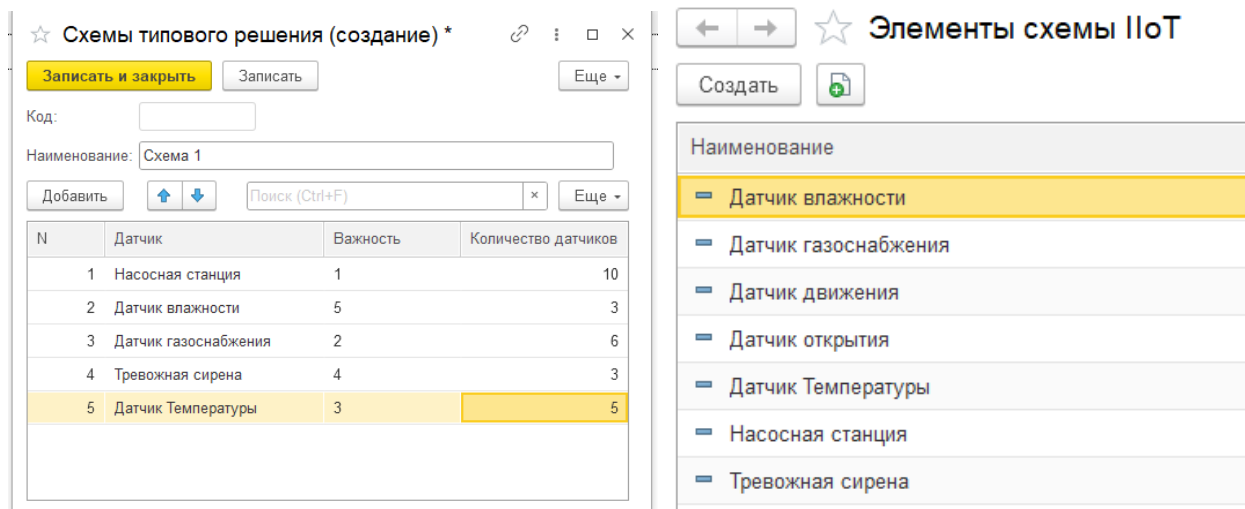 Схемы типового решения (создание) *
Записать и закрыть Записать Еще
Код:
Наименование: Схема 1
Добавить Поиск (Ctrl+F) × Еще
N Датчик Важность Количество датчиков
1 Насосная станция 1 10
2 Датчик влажности 5 3
3 Датчик газоснабжения 2 6
4 Тревожная сирена 4 3
5 Датчик Температуры 3 5
Элементы схемы IIoT
Создать
Наименование
Датчик влажности
Датчик газоснабжения
Датчик движения
Датчик открытия
Датчик Температуры
Насосная станция
Тревожная сирена